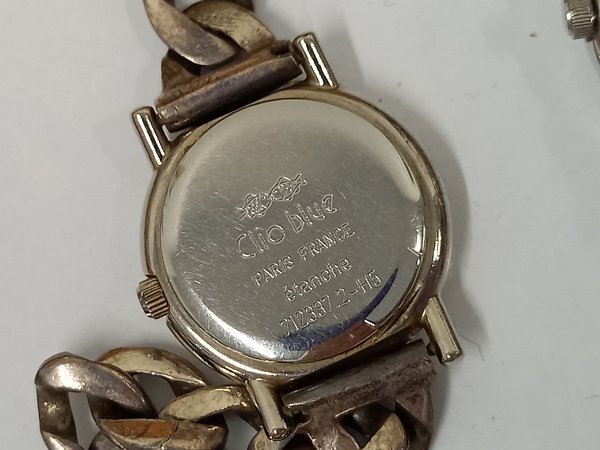 Clio blue
PARIS FRANCE
étanche
712337.2-H5